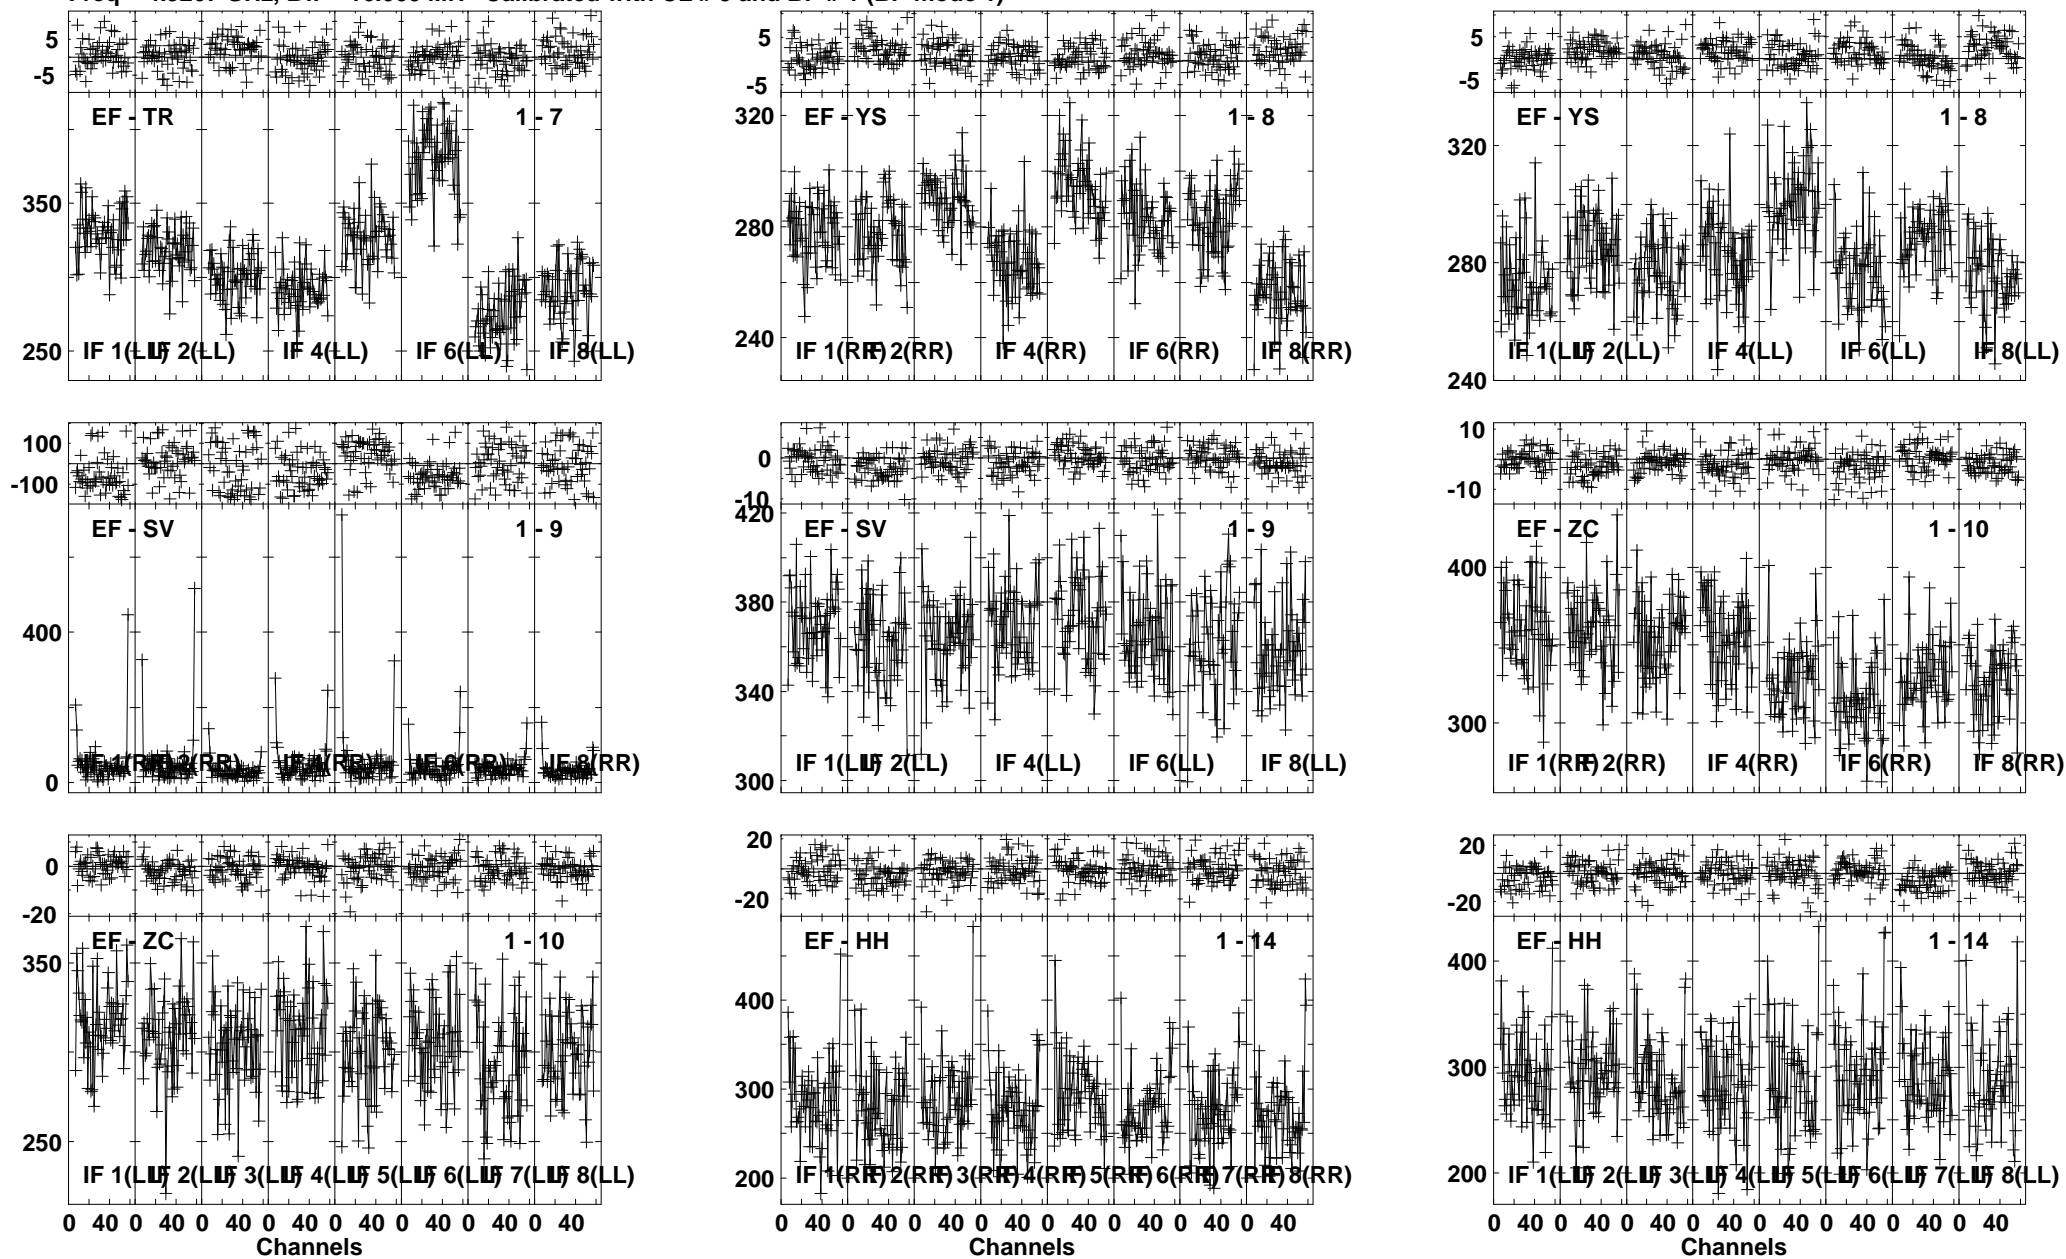 5 5 5
-5 -5 -5
EF - TR 1 - 7 EF - YS 1 - 8 EF - YS 1 - 8
320 320
350 280 280
250 240 240
IF 1(LL) IF 2(LL) IF 4(LL) IF 6(LL) IF 8(LL) IF 1(RR) IF 2(RR) IF 4(RR) IF 6(RR) IF 8(RR) IF 1(LL) IF 2(LL) IF 4(LL) IF 6(LL) IF 8(LL)
100 0 10
-100 -10 -10
EF - SV 1 - 9 EF - SV 1 - 9 EF - ZC 1 - 10
420
400 380 400
340 300
0 300
IF 1(RR) IF 2(RR) IF 4(RR) IF 6(RR) IF 8(RR) IF 1(LL) IF 2(LL) IF 4(LL) IF 6(LL) IF 8(LL) IF 1(RR) IF 2(RR) IF 4(RR) IF 6(RR) IF 8(RR)
0 20 20
-20 -20 -20
EF - ZC 1 - 10 EF - HH 1 - 14 EF - HH 1 - 14
350 400 400
250 300 300
200 200
IF 1(LL) IF 2(LL) IF 3(LL) IF 4(LL) IF 5(LL) IF 6(LL) IF 7(LL) IF 8(LL) IF 1(RR) IF 2(RR) IF 3(RR) IF 4(RR) IF 5(RR) IF 6(RR) IF 7(RR) IF 8(RR) IF 1(LL) IF 2(LL) IF 3(LL) IF 4(LL) IF 5(LL) IF 6(LL) IF 7(LL) IF 8(LL)
0 40 0 40 0 40 0 40 0 40 0 40 0 40 0 40 0 40 0 40 0 40 0 40 0 40 0 40 0 40 0 40 0 40 0 40 0 40 0 40 0 40 0 40 0 40 0 40
Channels Channels Channels